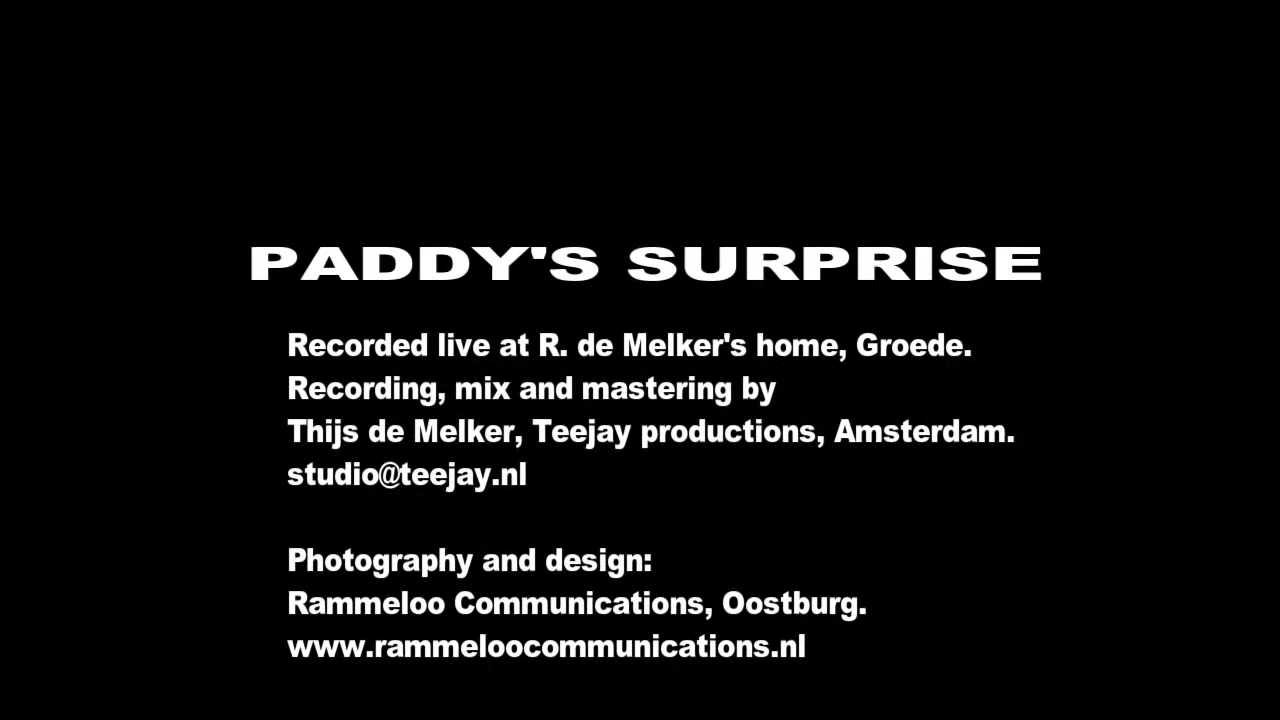 PADDY'S SURPRISE
Recorded live at R. de Melker's home, Groede.
Recording, mix and mastering by
Thijs de Melker, Teejay productions, Amsterdam.
studio@teejay.nl
Photography and design:
Rammeloo Communications, Oostburg.
www.rammeloocommunications.nl